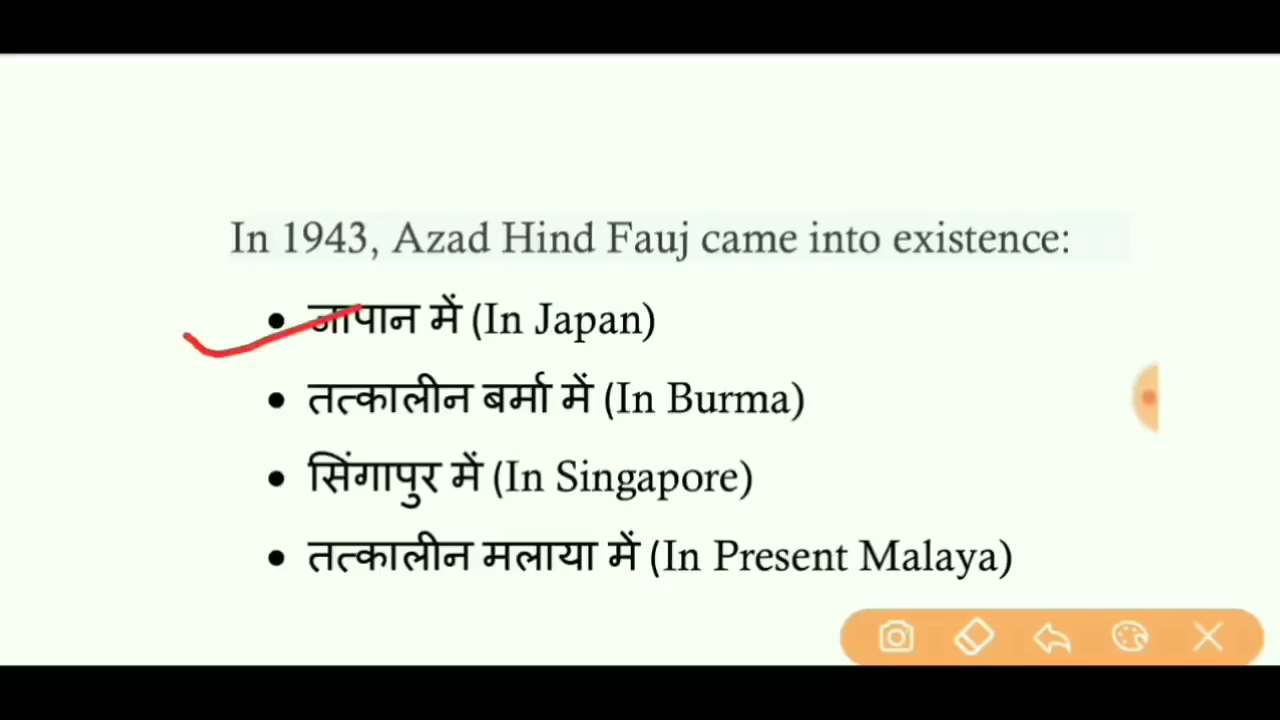 In 1943, Azad Hind Fauj came into existence:
• जापान में (In Japan)
• तत्कालीन बर्मा में (In Burma)
• सिंगापुर में (In Singapore)
• तत्कालीन मलाया में (In Present Malaya)